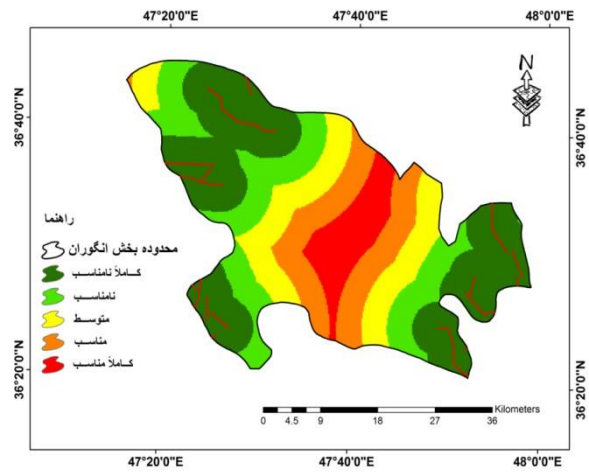 47°20'0"E 47°40'0"E 48°0'0"E
N
36°40'0"N 36°40'0"N
راهنما
محدوده بخش انگوران
کاملاً نامناسب
نامناسب
متوسط
مناسب
کاملاً مناسب
36°20'0"N 36°20'0"N
Kilometers
0 4.5 9 18 27 36
47°20'0"E 47°40'0"E 48°0'0"E